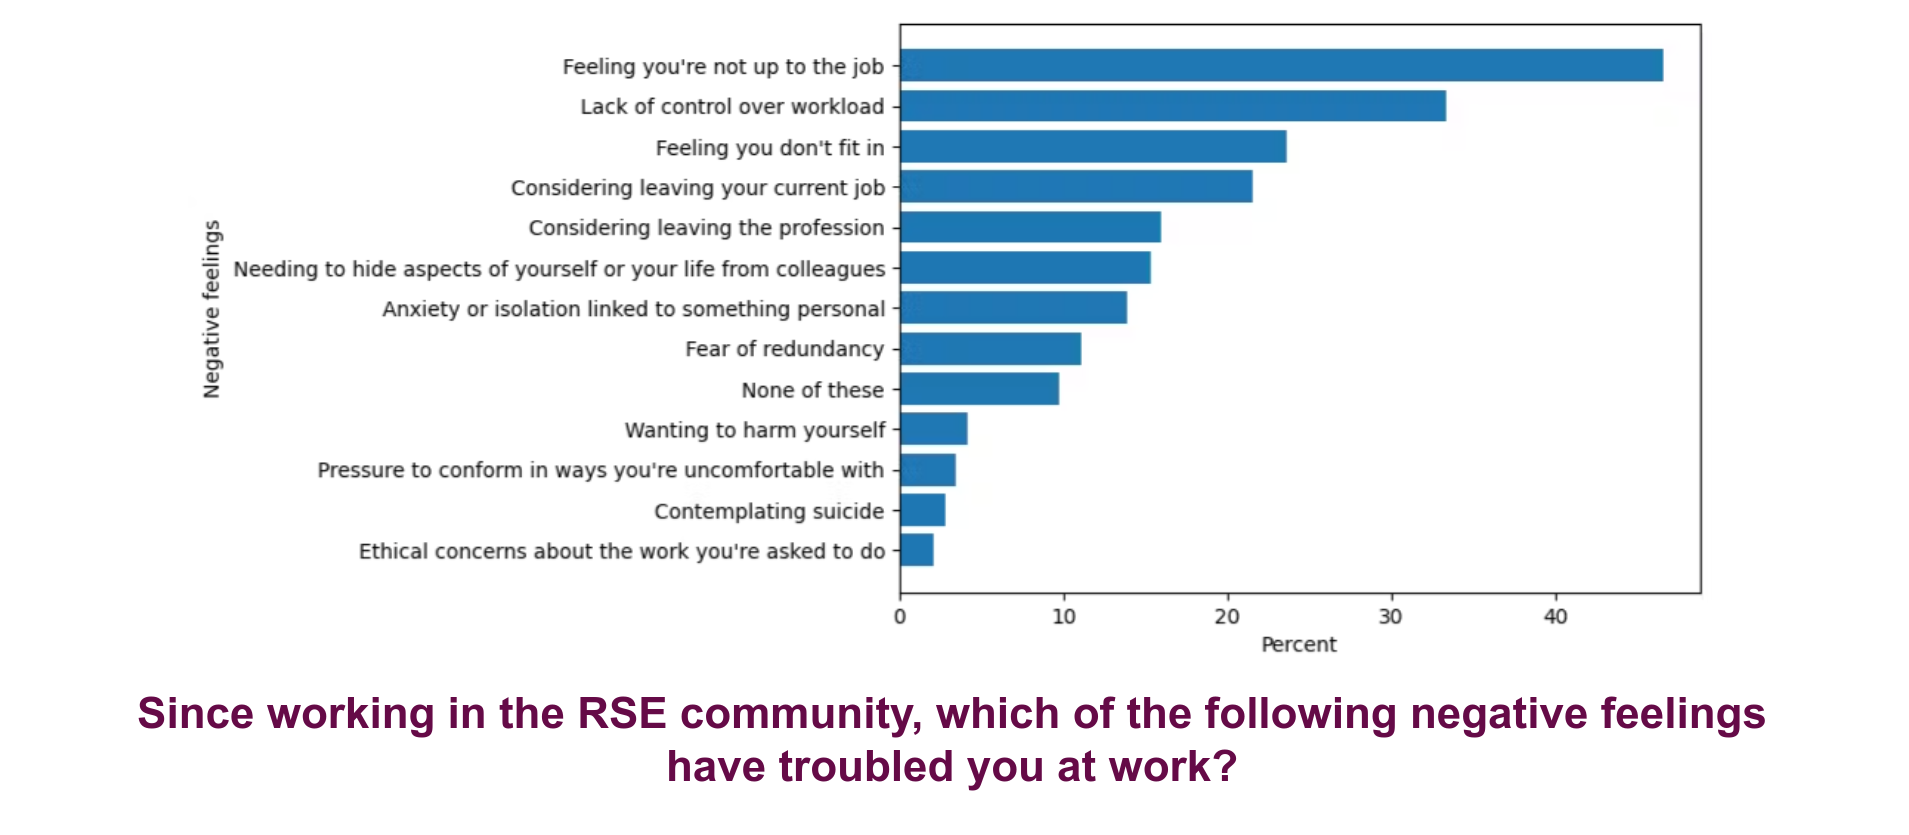 Feeling you're not up to the job
Lack of control over workload
Feeling you don't fit in
Considering leaving your current job
Considering leaving the profession
Needing to hide aspects of yourself or your life from colleagues
Anxiety or isolation linked to something personal
Fear of redundancy
None of these
Wanting to harm yourself
Pressure to conform in ways you're uncomfortable with
Contemplating suicide
Ethical concerns about the work you're asked to do
Negative feelings
0 10 20 30 40
Percent
Since working in the RSE community, which of the following negative feelings
have troubled you at work?